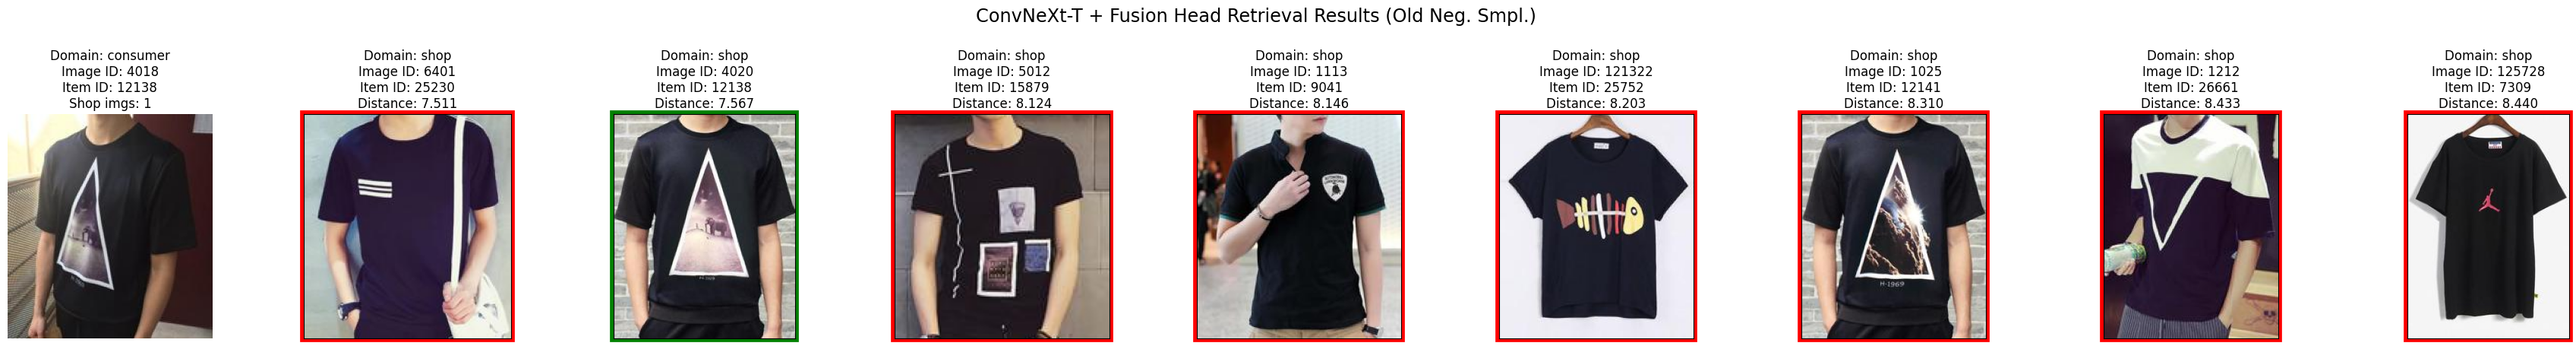 ConvNeXt-T + Fusion Head Retrieval Results (Old Neg. Smpl.)
Domain: consumer
Image ID: 4018
Item ID: 12138
Shop imgs: 1
Domain: shop
Image ID: 6401
Item ID: 25230
Distance: 7.511
Domain: shop
Image ID: 4020
Item ID: 12138
Distance: 7.567
Domain: shop
Image ID: 5012
Item ID: 15879
Distance: 8.124
Domain: shop
Image ID: 1113
Item ID: 9041
Distance: 8.146
Domain: shop
Image ID: 121322
Item ID: 25752
Distance: 8.203
Domain: shop
Image ID: 1025
Item ID: 12141
Distance: 8.310
H-1969
Domain: shop
Image ID: 1212
Item ID: 26661
Distance: 8.433
Domain: shop
Image ID: 125728
Item ID: 7309
Distance: 8.440